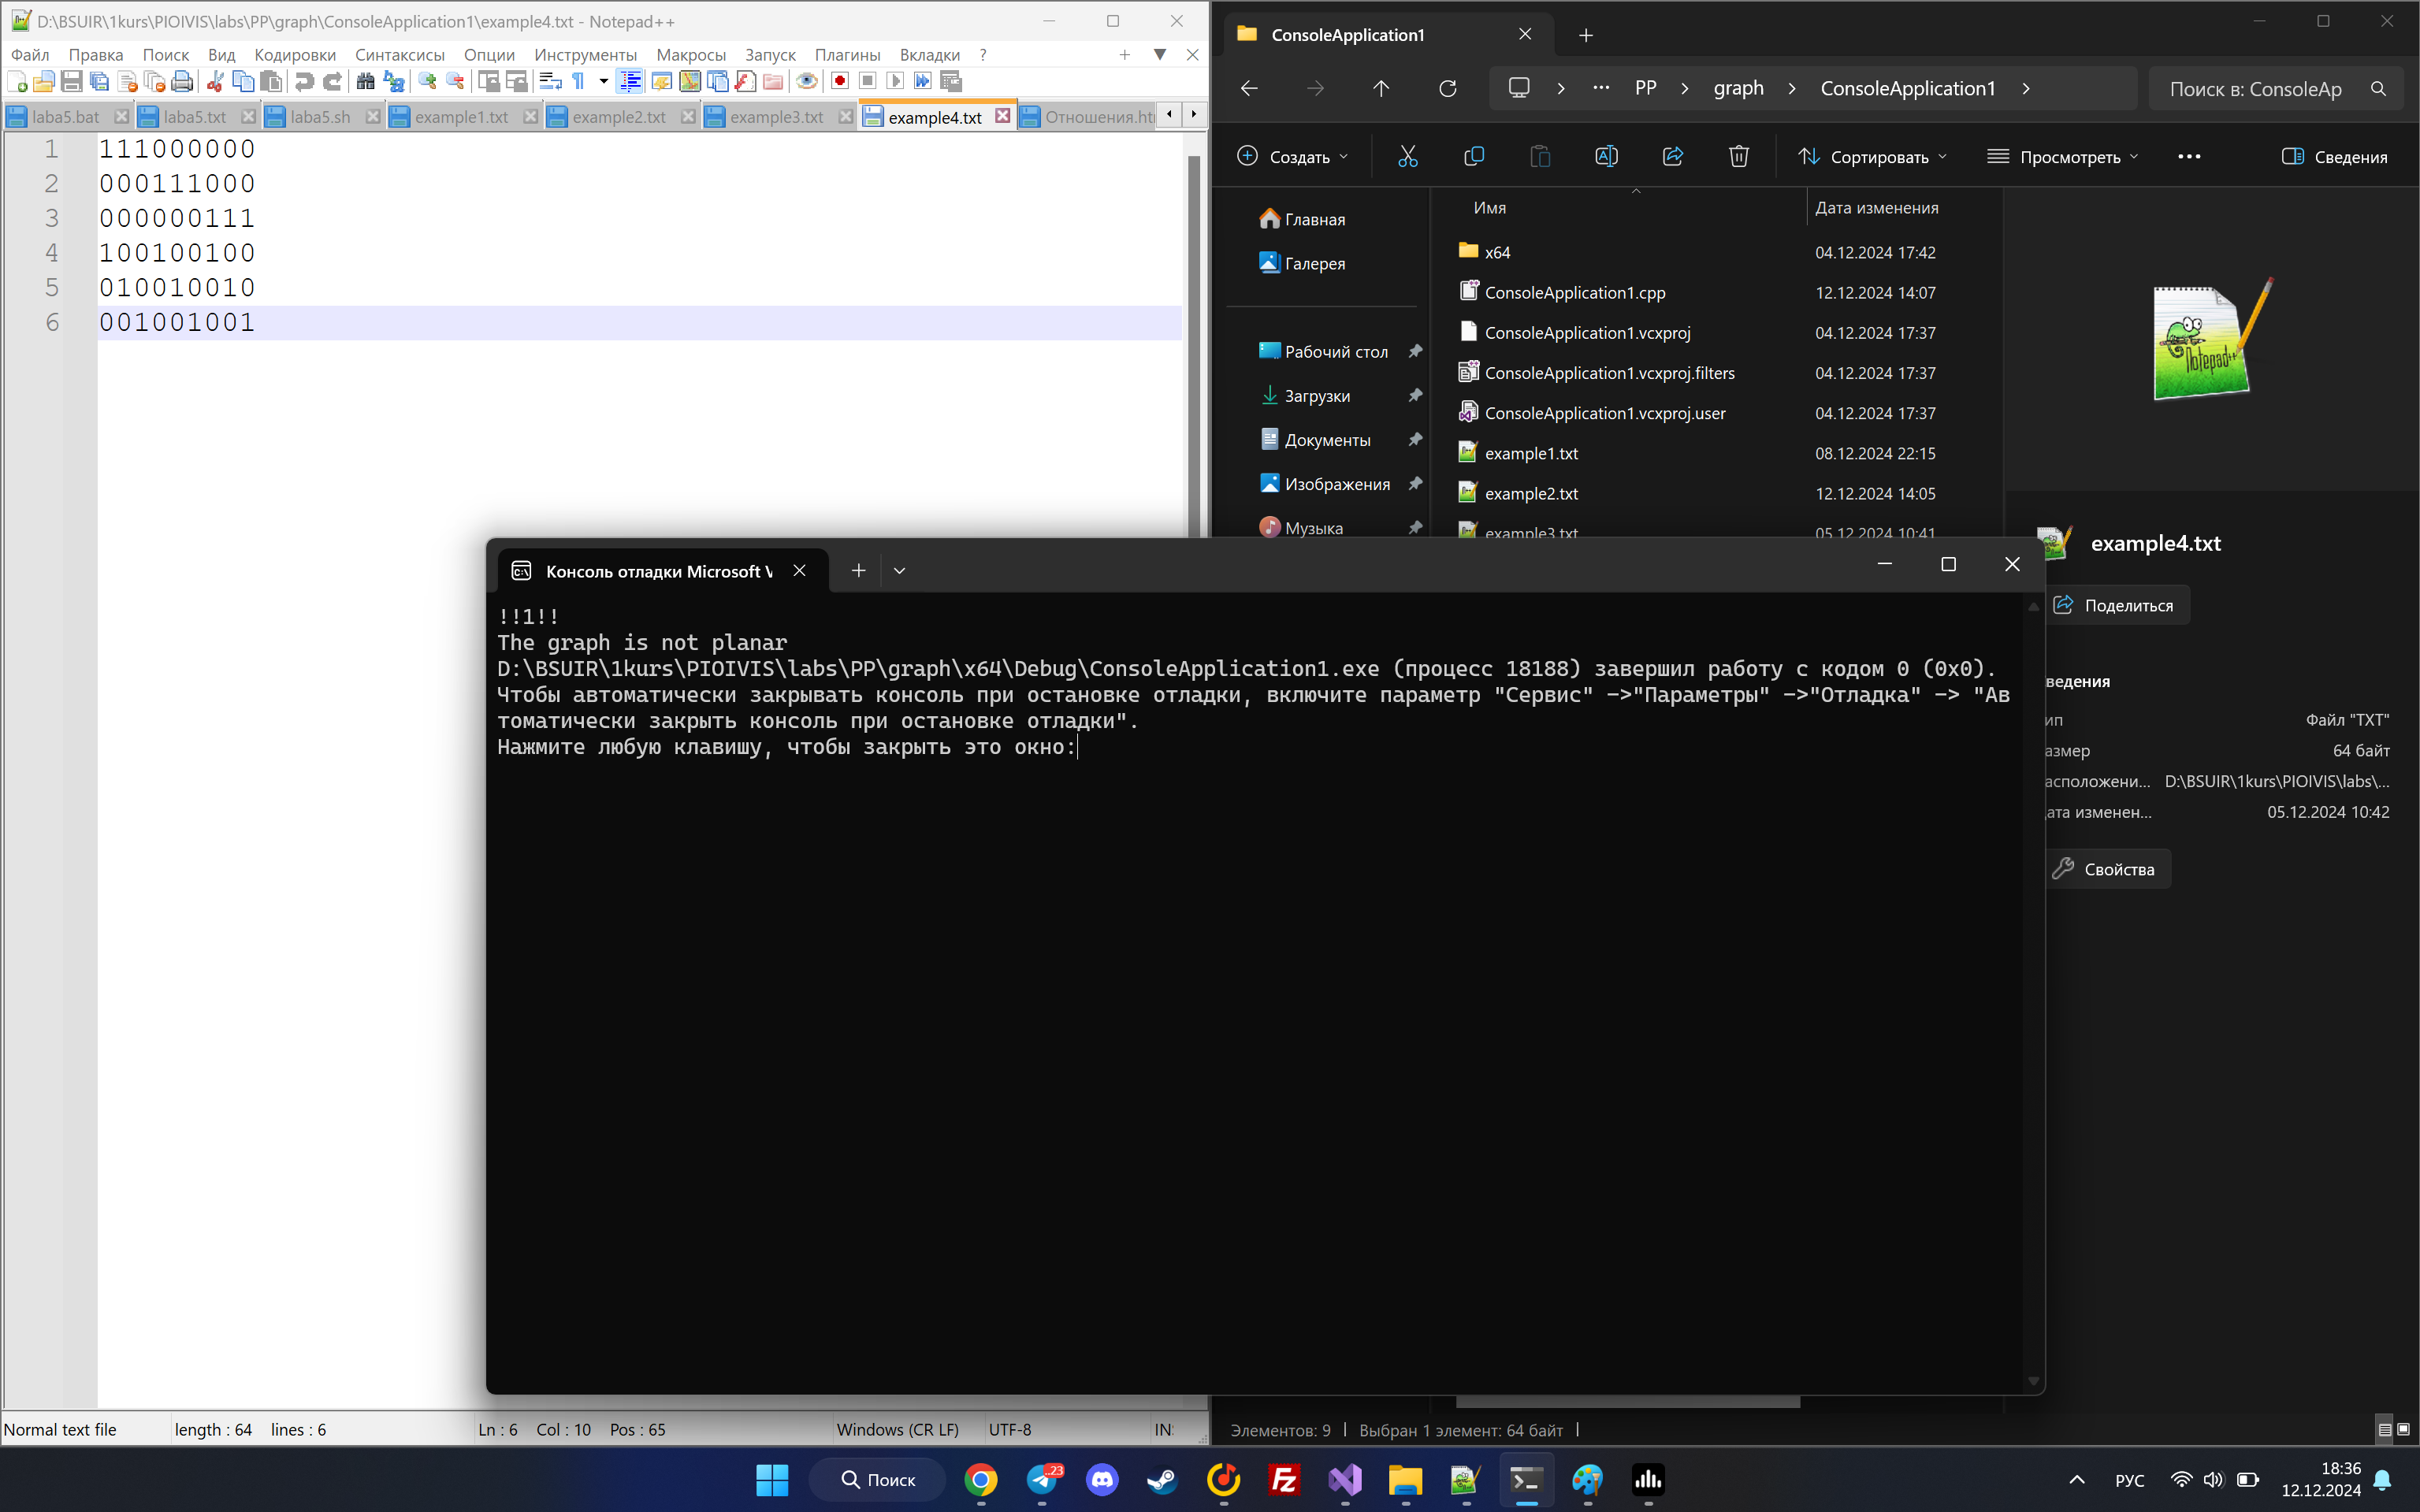 D:\BSUIR\1kurs\PIOIVIS\labs\PP\graph\ConsoleApplication1\example4.txt - Notepad++
Файл Правка Поиск Вид Кодировки Синтаксисы Опции Инструменты Макросы Запуск Плагины Вкладки ?
laba5.bat laba5.txt laba5.sh example1.txt example2.txt example3.txt example4.txt Отношения.ht
1 111000000
2 000111000
3 000000111
4 100100100
5 010010010
6 001001001
Normal text file length : 64 lines : 6 Ln : 6 Col : 10 Pos : 65 Windows (CR LF) UTF-8 IN
ConsoleApplication1
PP graph ConsoleApplication1
Поиск в: ConsoleAp
Создать Сортировать Просмотреть Сведения
Главная
Галерея
Рабочий стол
Загрузки
Документы
Изображения
Музыка
Имя Дата изменения
x64 04.12.2024 17:42
ConsoleApplication1.cpp 12.12.2024 14:07
ConsoleApplication1.vcxproj 04.12.2024 17:37
ConsoleApplication1.vcxproj.filters 04.12.2024 17:37
ConsoleApplication1.vcxproj.user 04.12.2024 17:37
example1.txt 08.12.2024 22:15
example2.txt 12.12.2024 14:05
example3.txt 05.12.2024 10:41
Notepad++
example4.txt
Поделиться
ведения
ип Файл "TXT"
азмер 64 байт
асположени... D:\BSUIR\1kurs\PIOIVIS\labs\...
ата изменен... 05.12.2024 10:42
Свойства
Элементов: 9 Выбран 1 элемент: 64 байт
Консоль отладки Microsoft V
!!1!!
The graph is not planar
D:\BSUIR\1kurs\PIOIVIS\labs\PP\graph\x64\Debug\ConsoleApplication1.exe (процесс 18188) завершил работу с кодом 0 (0x0).
Чтобы автоматически закрывать консоль при остановке отладки, включите параметр "Сервис" ->"Параметры" ->"Отладка" -> "Ав
томатически закрыть консоль при остановке отладки".
Нажмите любую клавишу, чтобы закрыть это окно:
Поиск
..23
Fz
РУС
18:36
12.12.2024